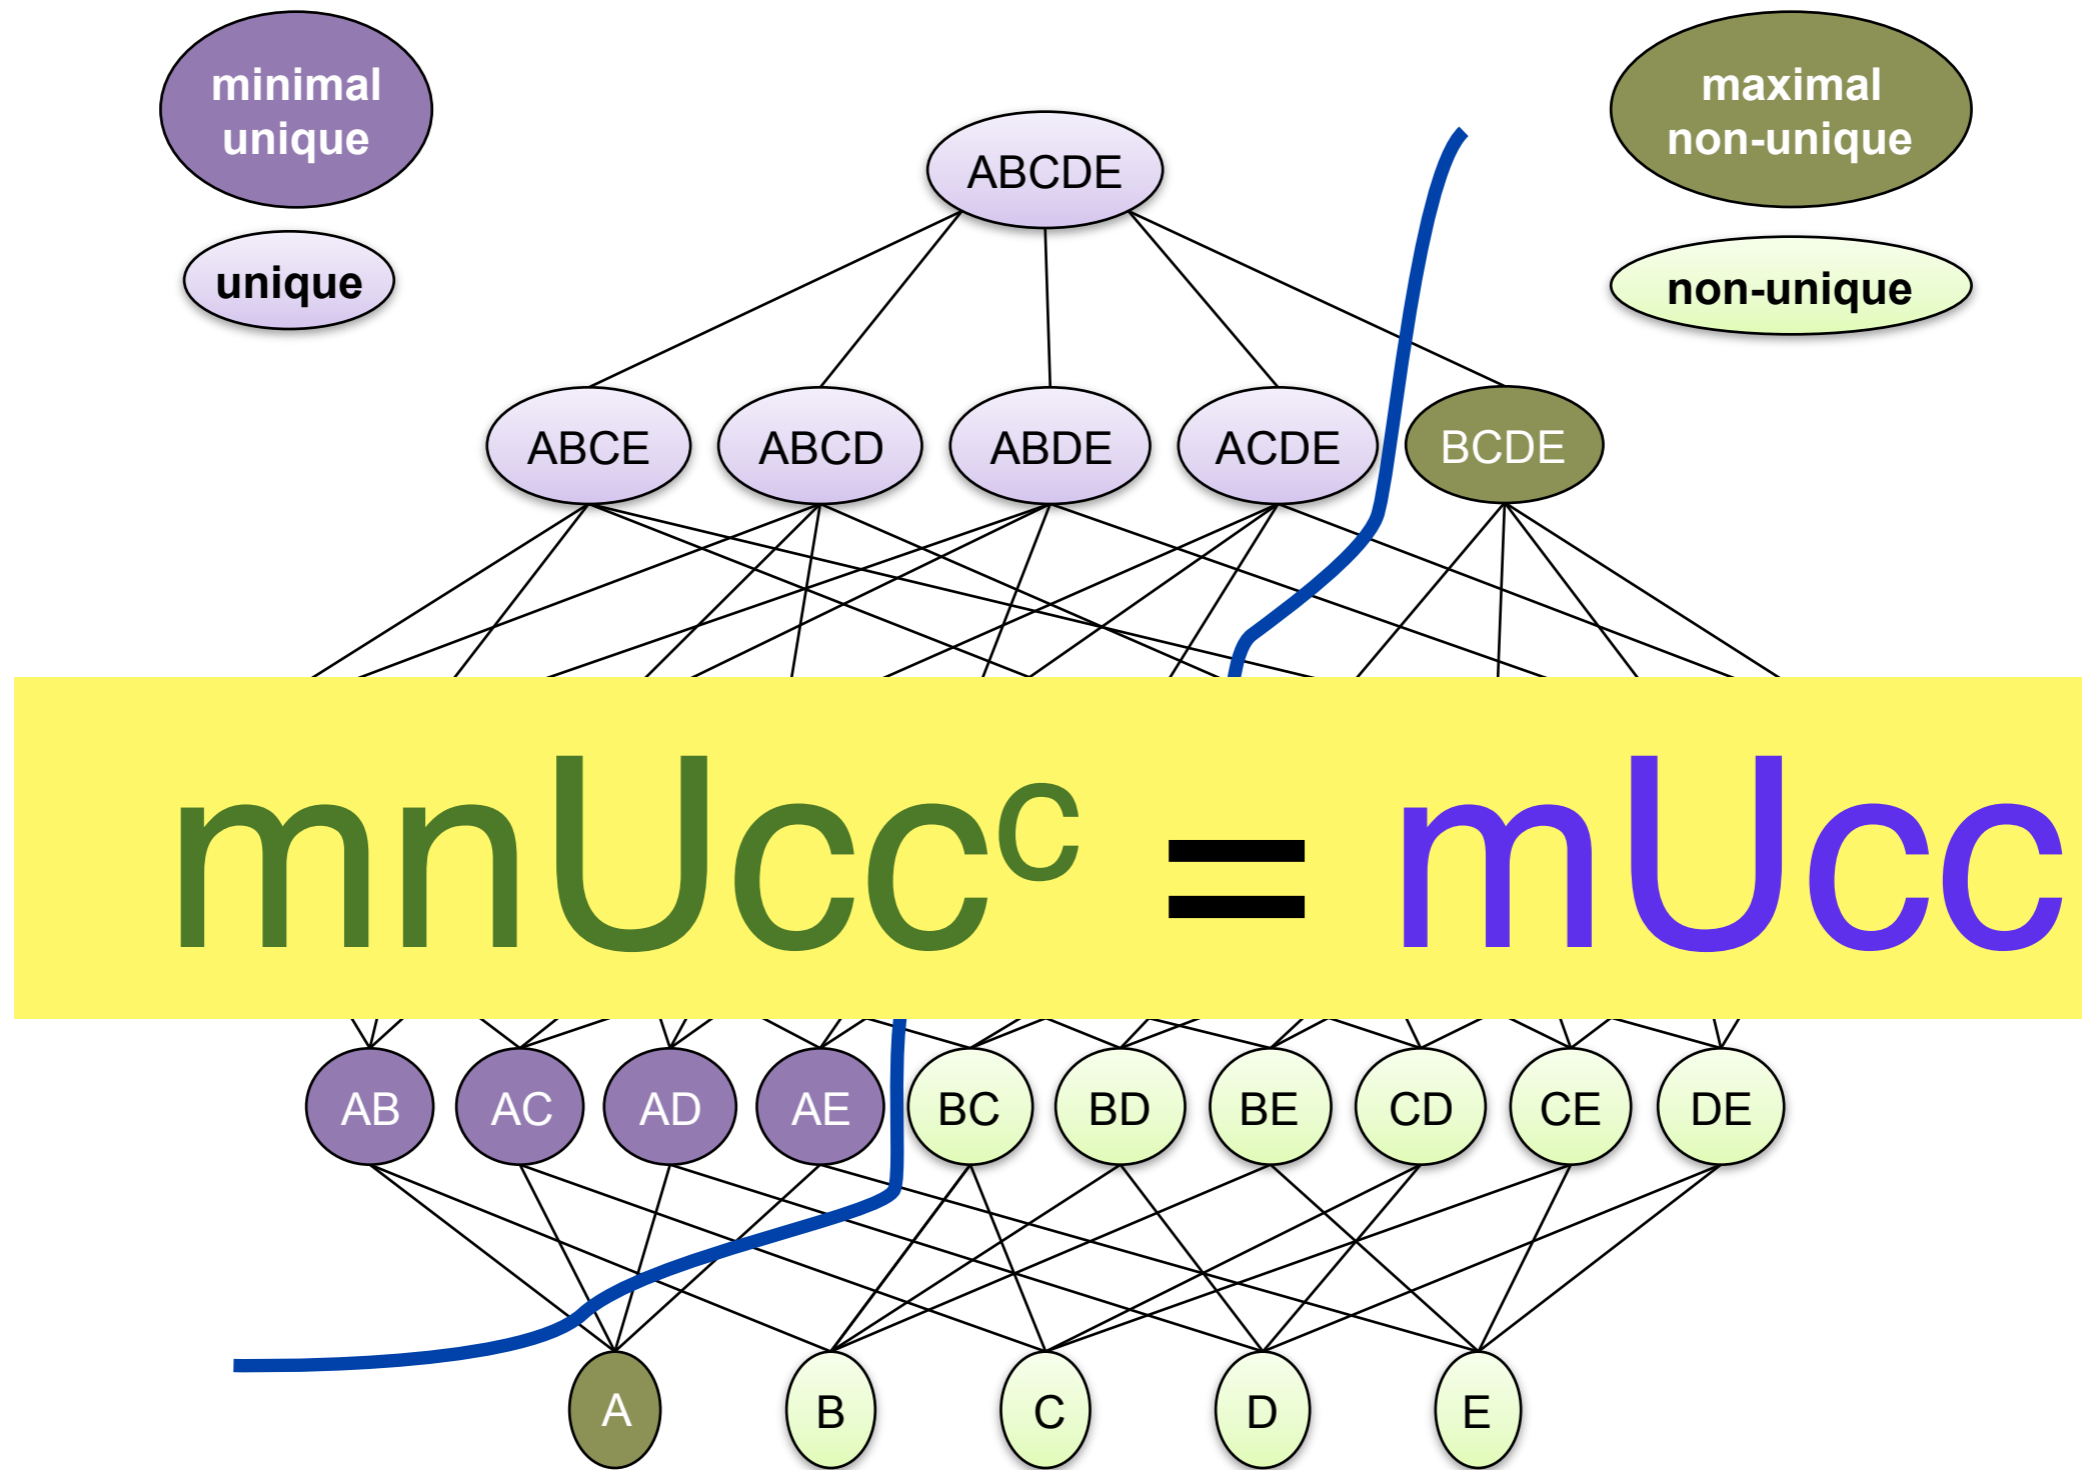 minimal
unique
maximal
non-unique
ABCDE
unique
non-unique
ABCE ABCD ABDE ACDE BCDE
mnUccᶜ = mUcc
AB AC AD AE BC BD BE CD CE DE
A B C D E